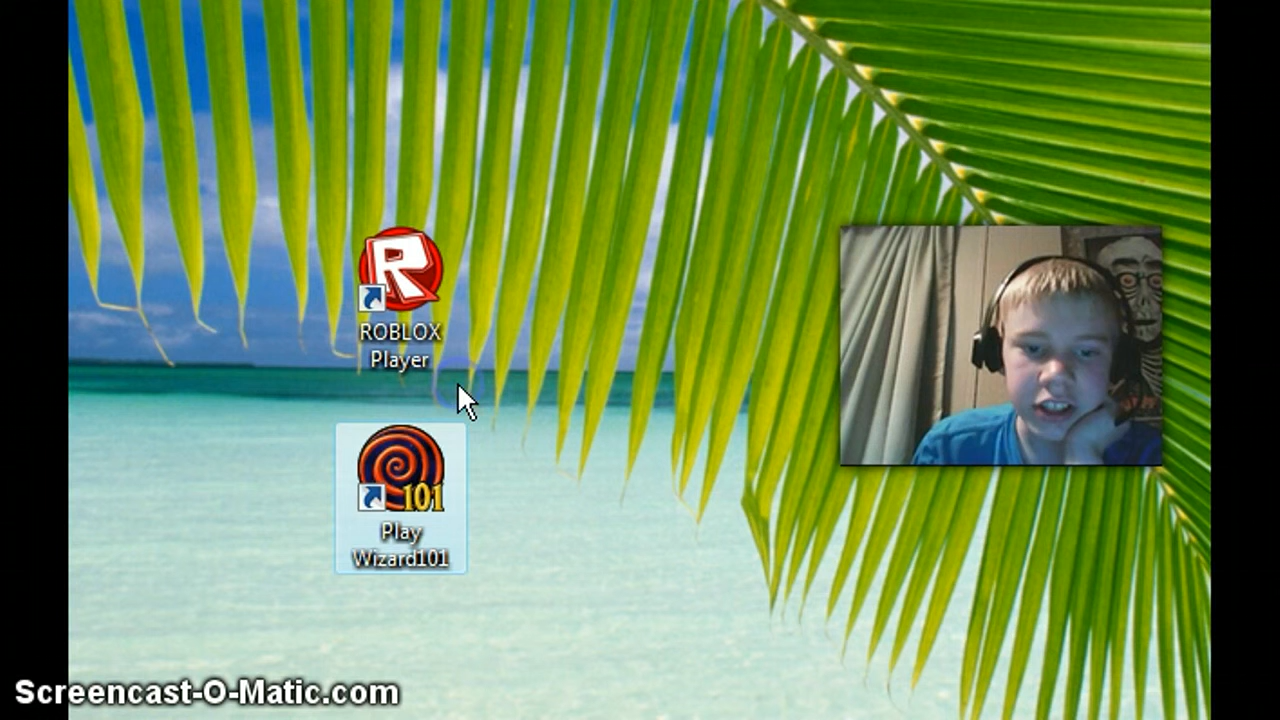 R
ROBLOX
Player
101
Play
Wizard101
Screencast-O-Matic.com